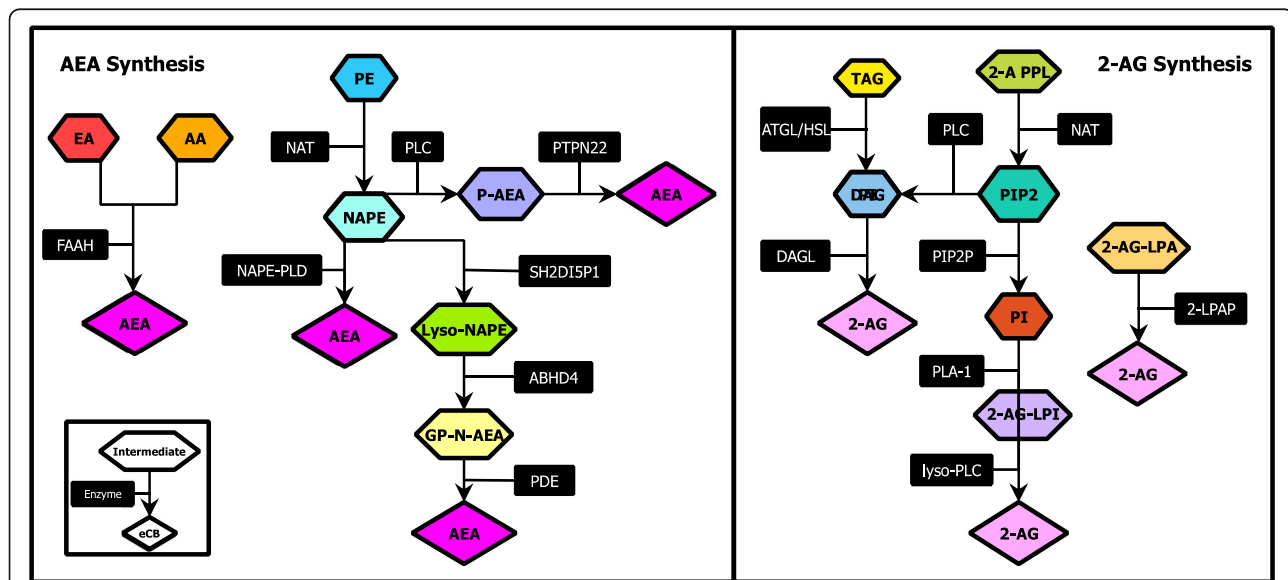 AEA Synthesis
PE
EA
AA
NAT
PLC
PTPN22
NAPE
P-AEA
AEA
FAAH
NAPE-PLD
SH2DI5P1
AEA
AEA
Lyso-NAPE
ABHD4
GP-N-AEA
PDE
AEA
Intermediate
Enzyme
eCB
2-AG Synthesis
TAG
2-A PPL
ATGL/HSL
PLC
NAT
PIP2
DAGL
PIP2P
2-AG-LPA
2-AG
PI
2-LPAP
PLA-1
2-AG
2-AG-LPI
lyso-PLC
2-AG